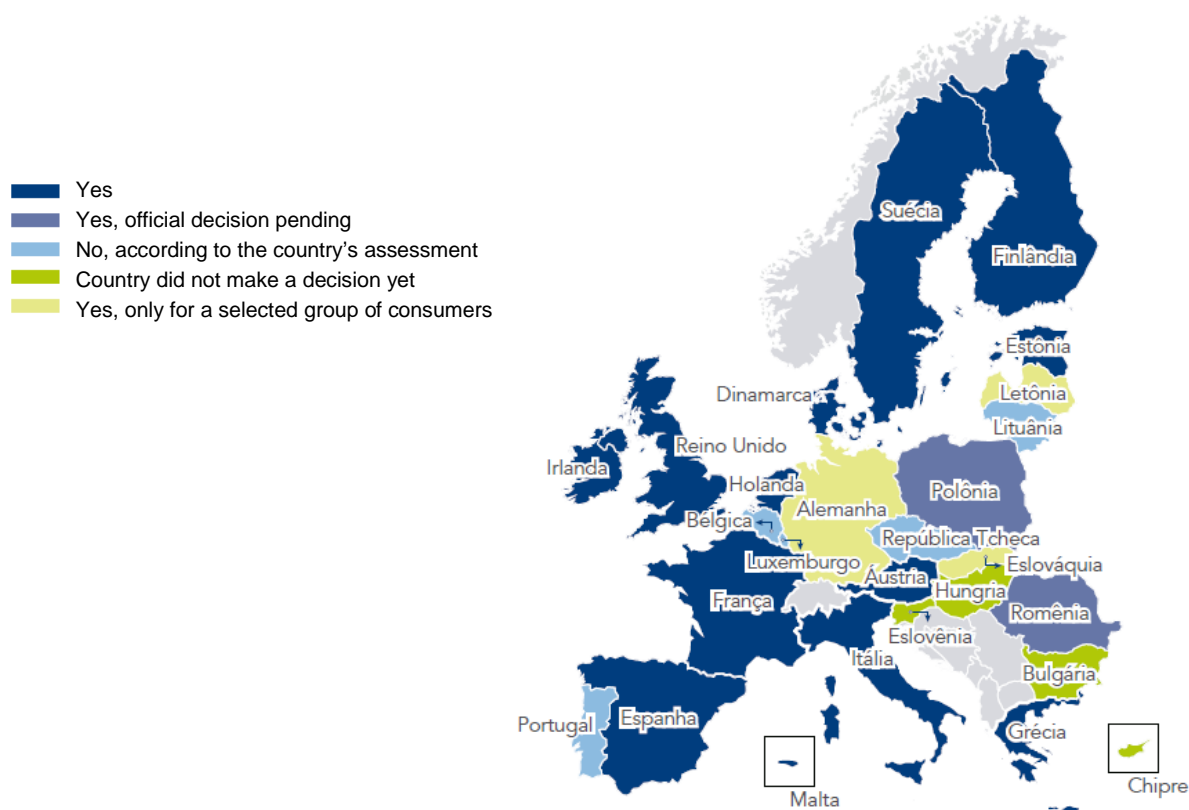 Yes
Yes, official decision pending
No, according to the country's assessment
Country did not make a decision yet
Yes, only for a selected group of consumers
Suécia
Finlândia
Estônia
Letônia
Lituânia
Dinamarca
Reino Unido
Irlanda
Holanda
Polônia
Alemanha
Bélgica
República Tcheca
Luxemburgo
Eslováquia
Áustria
Hungria
França
Romênia
Eslovênia
Itália
Bulgária
Portugal
Espanha
Grécia
Chipre
Malta